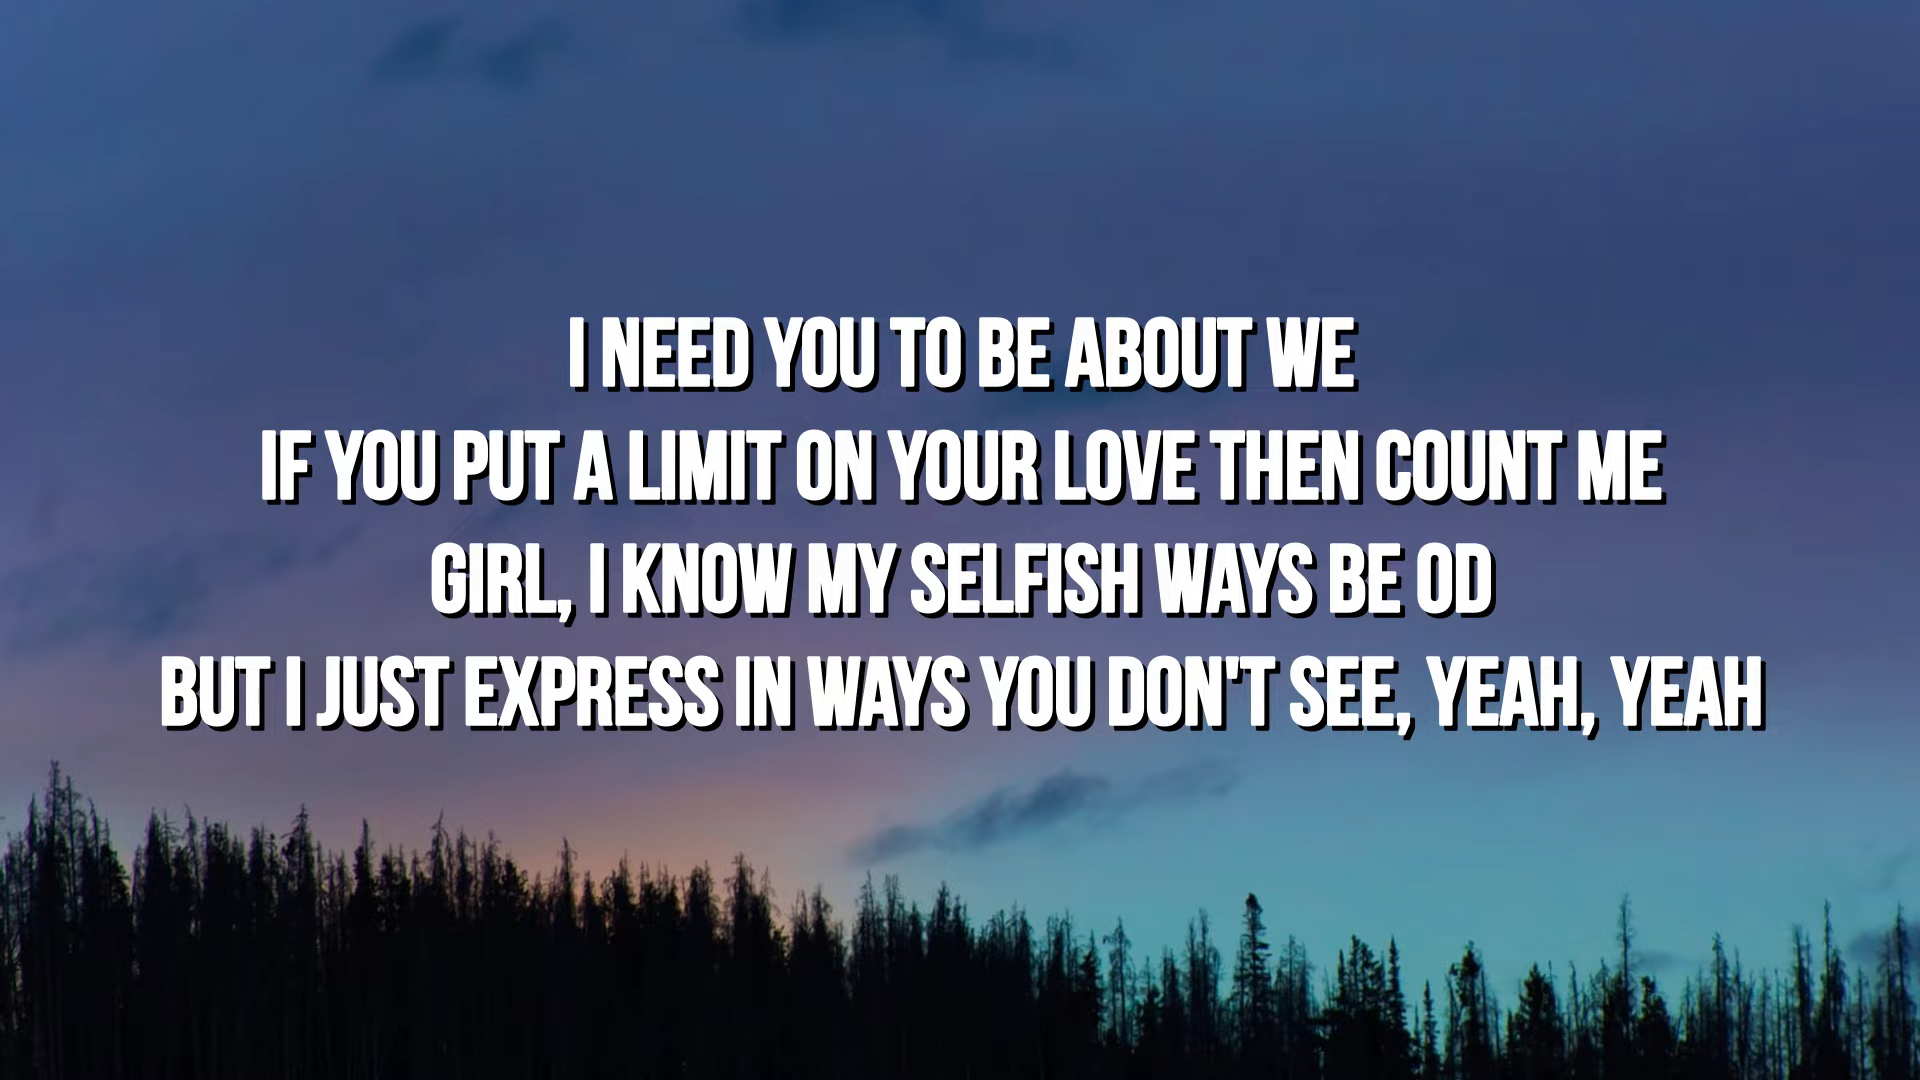 I NEED YOU TO BE ABOUT WE
IF YOU PUT A LIMIT ON YOUR LOVE THEN COUNT ME
GIRL, I KNOW MY SELFISH WAYS BE OD
BUT I JUST EXPRESS IN WAYS YOU DON'T SEE, YEAH, YEAH